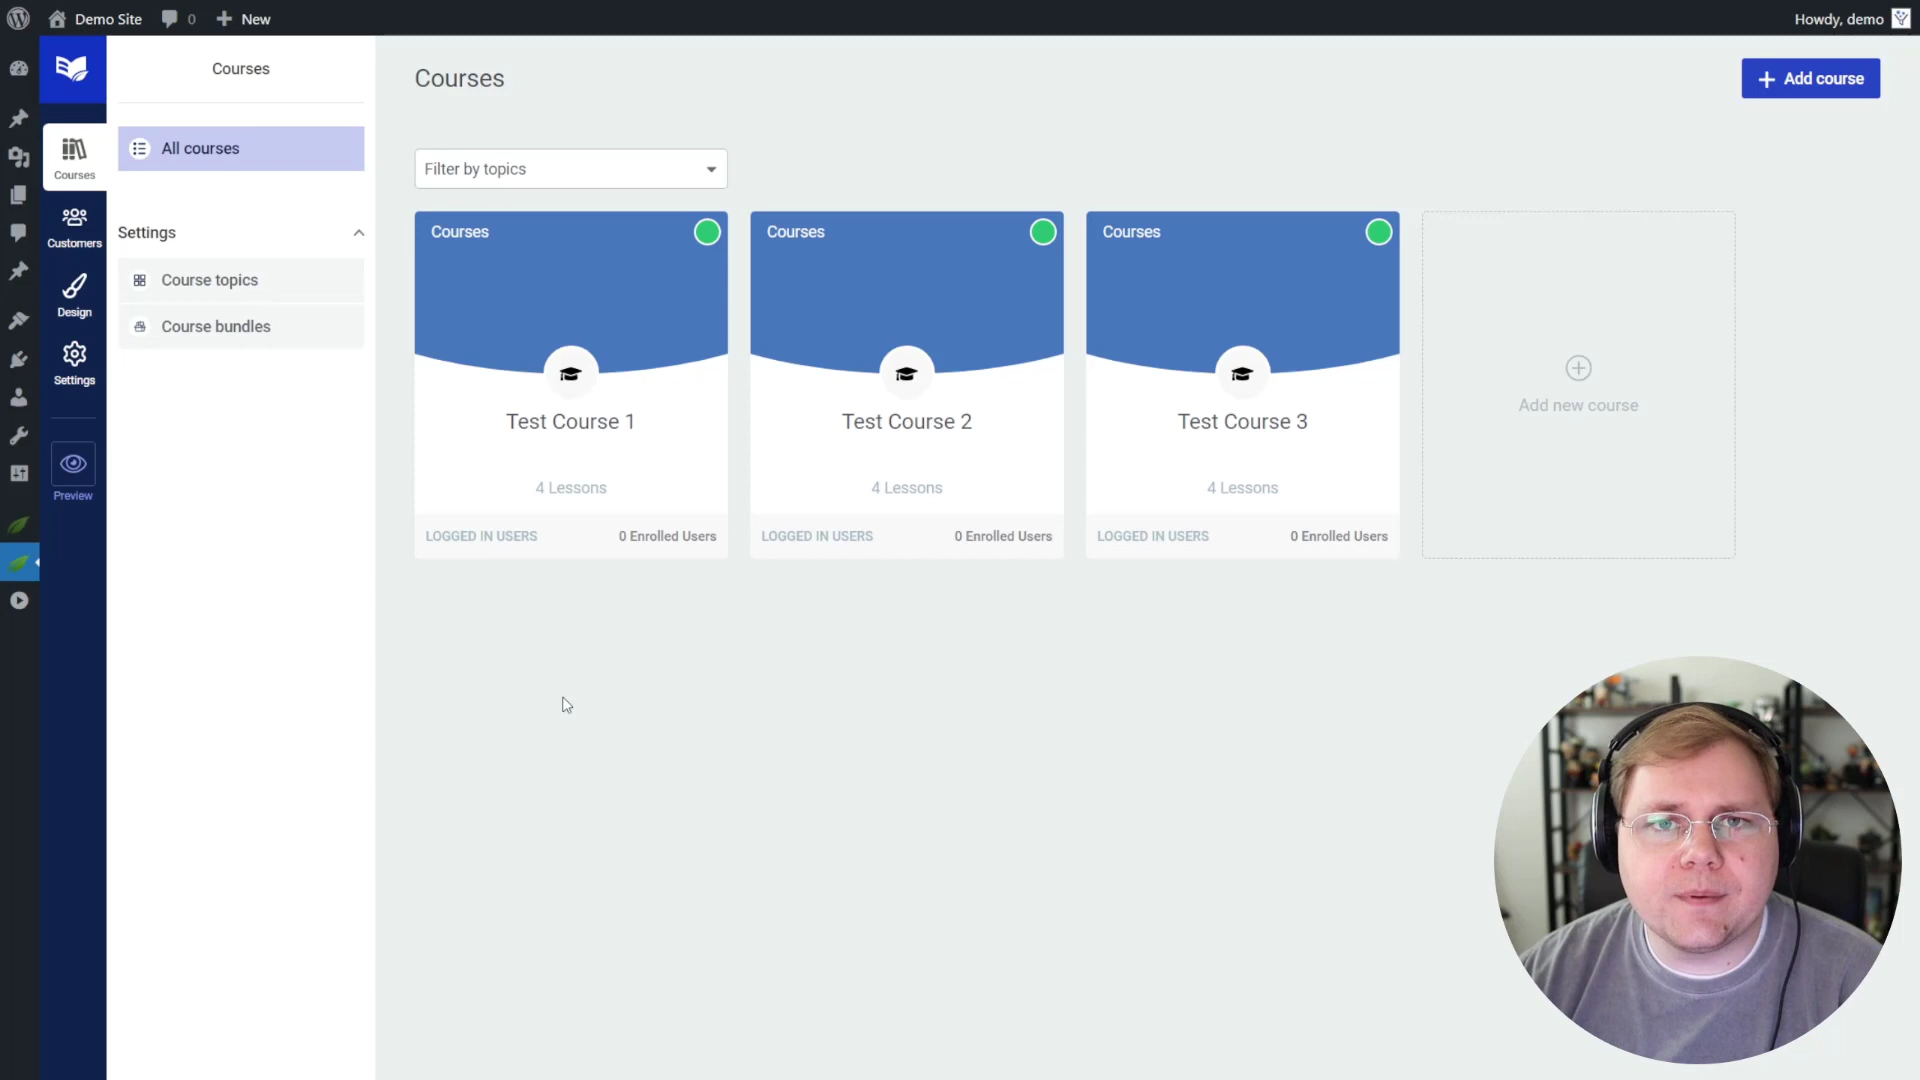 Demo Site
0
New
Howdy, demo
Courses
Customers
Design
Settings
Preview
Courses
All courses
Settings
Course topics
Course bundles
Courses
Add course
Filter by topics
Courses
Test Course 1
4 Lessons
LOGGED IN USERS
0 Enrolled Users
Courses
Test Course 2
4 Lessons
LOGGED IN USERS
0 Enrolled Users
Courses
Test Course 3
4 Lessons
LOGGED IN USERS
0 Enrolled Users
Add new course